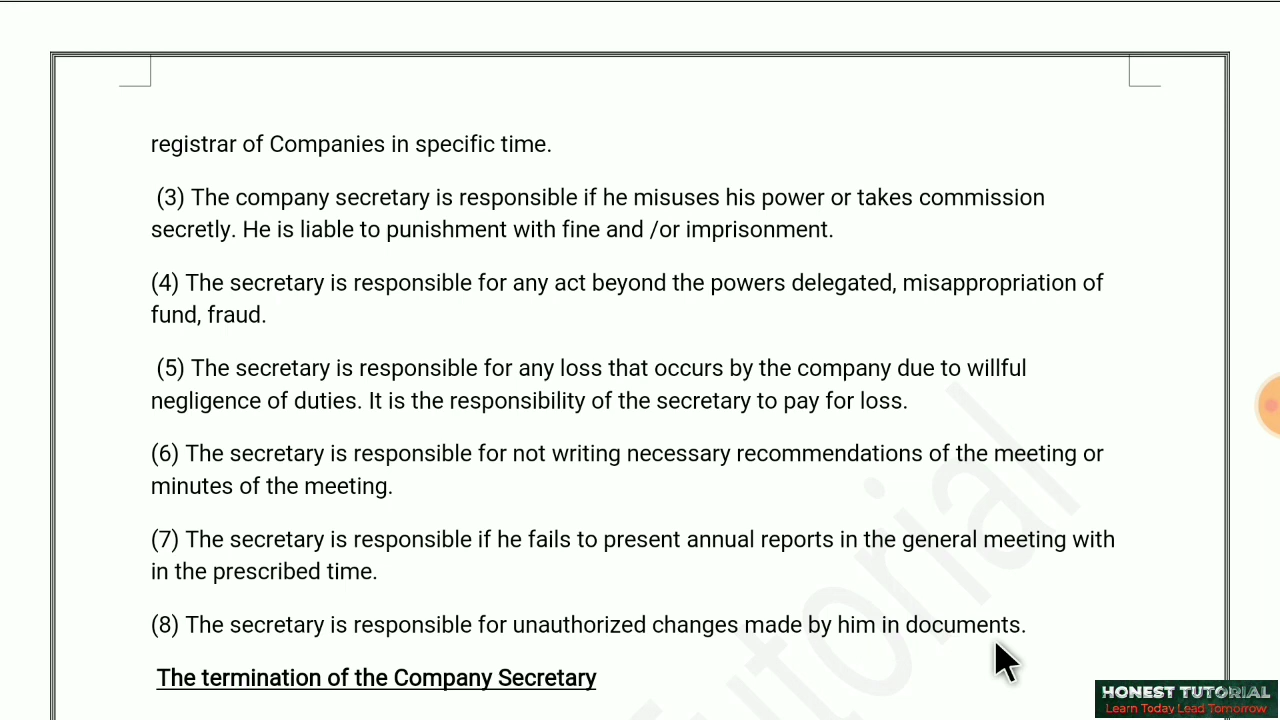 registrar of Companies in specific time.
(3) The company secretary is responsible if he misuses his power or takes commission
secretly. He is liable to punishment with fine and /or imprisonment.
(4) The secretary is responsible for any act beyond the powers delegated, misappropriation of
fund, fraud.
(5) The secretary is responsible for any loss that occurs by the company due to willful
negligence of duties. It is the responsibility of the secretary to pay for loss.
(6) The secretary is responsible for not writing necessary recommendations of the meeting or
minutes of the meeting.
(7) The secretary is responsible if he fails to present annual reports in the general meeting with
in the prescribed time.
(8) The secretary is responsible for unauthorized changes made by him in documents.
The termination of the Company Secretary
utorial
HONEST TUTORIAL
Learn Today Lead Tomorrow